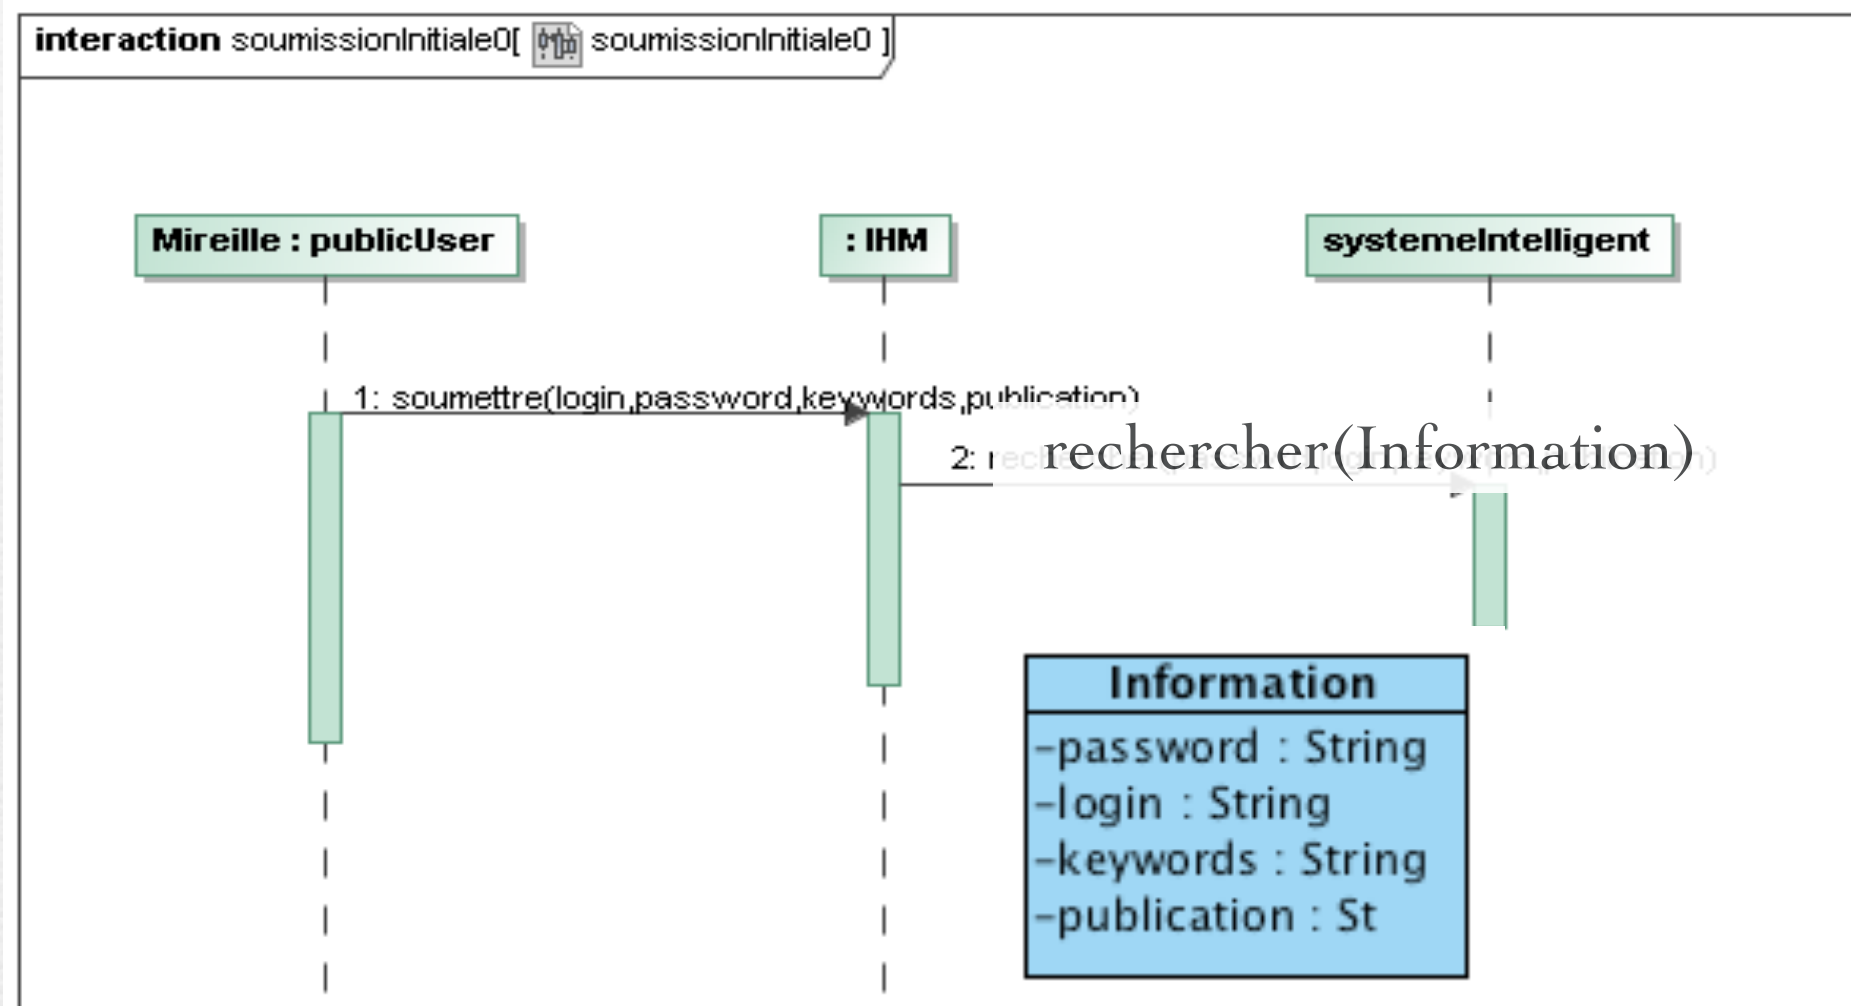 interaction soumissionInitiale0[ soumissionInitiale0 ]
Mireille : publicUser
: IHM
systemeIntelligent
1: soumettre(login,password,keywords,publication)
2: rechercher(Information)
Information
-password : String
-login : String
-keywords : String
-publication : St